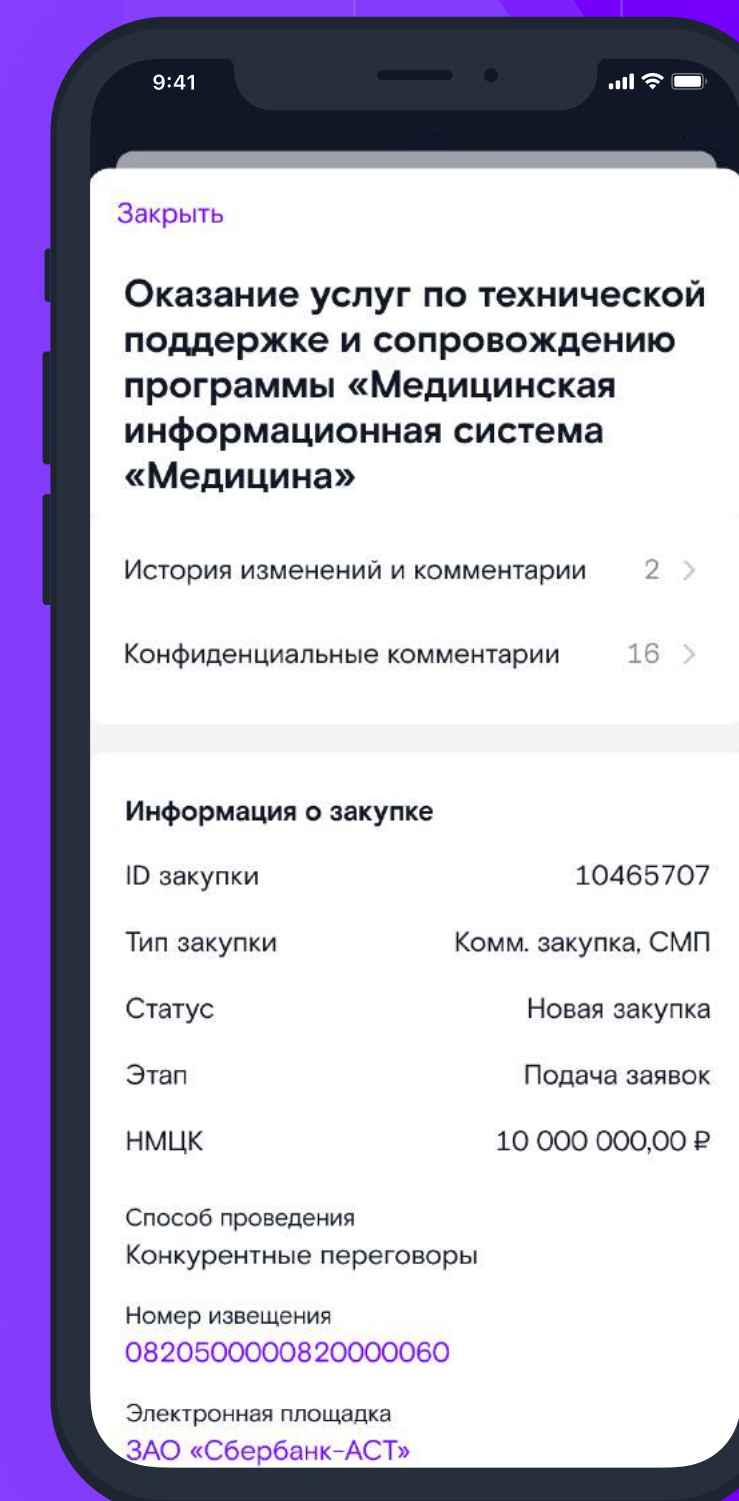 9:41
Закрыть
Оказание услуг по технической
поддержке и сопровождению
программы «Медицинская
информационная система
«Медицина»
История изменений и комментарии 2
Конфиденциальные комментарии 16
Информация о закупке
ID закупки 10465707
Тип закупки Комм. закупка, СМП
Статус Новая закупка
Этап Подача заявок
НМЦК 10 000 000,00 ₽
Способ проведения
Конкурентные переговоры
Номер извещения
0820500000820000060
Электронная площадка
ЗАО «Сбербанк-АСТ»